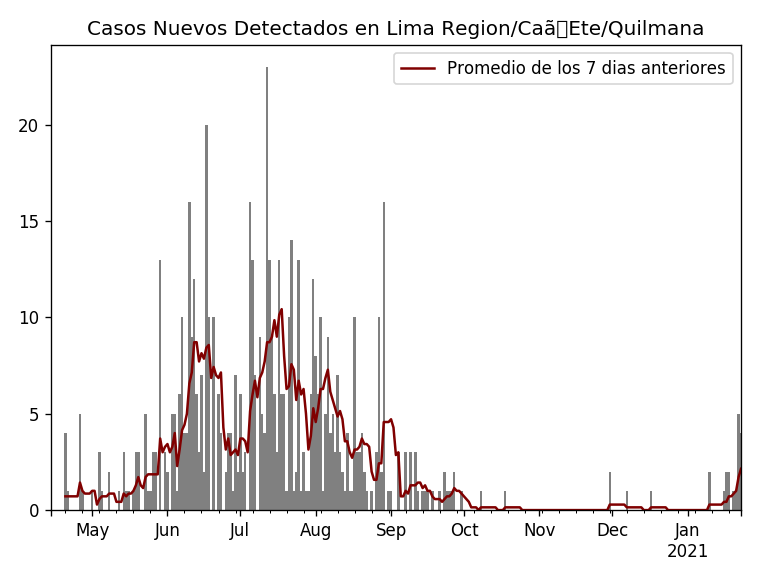 Casos Nuevos Detectados en Lima Region/Caã▯Ete/Quilmana
Promedio de los 7 dias anteriores
20
15
10
5
0
May Jun Jul Aug Sep Oct Nov Dec Jan
2021